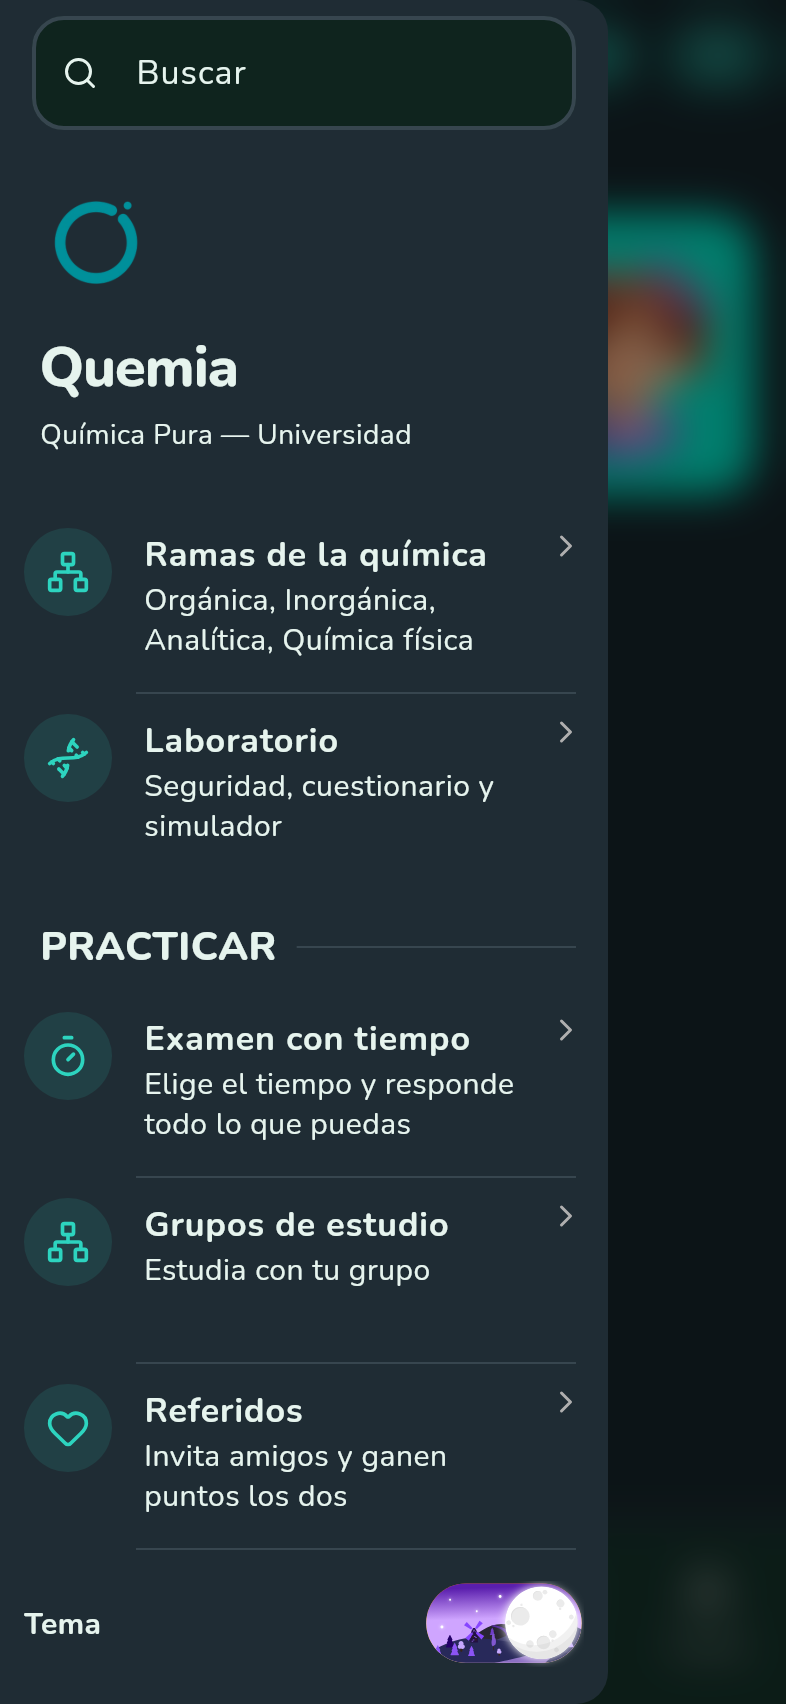 Buscar
Quemia
Química Pura — Universidad
Ramas de la química
Orgánica, Inorgánica,
Analítica, Química física
Laboratorio
Seguridad, cuestionario y
simulador
PRACTICAR
Examen con tiempo
Elige el tiempo y responde
todo lo que puedas
Grupos de estudio
Estudia con tu grupo
Referidos
Invita amigos y ganen
puntos los dos
Tema